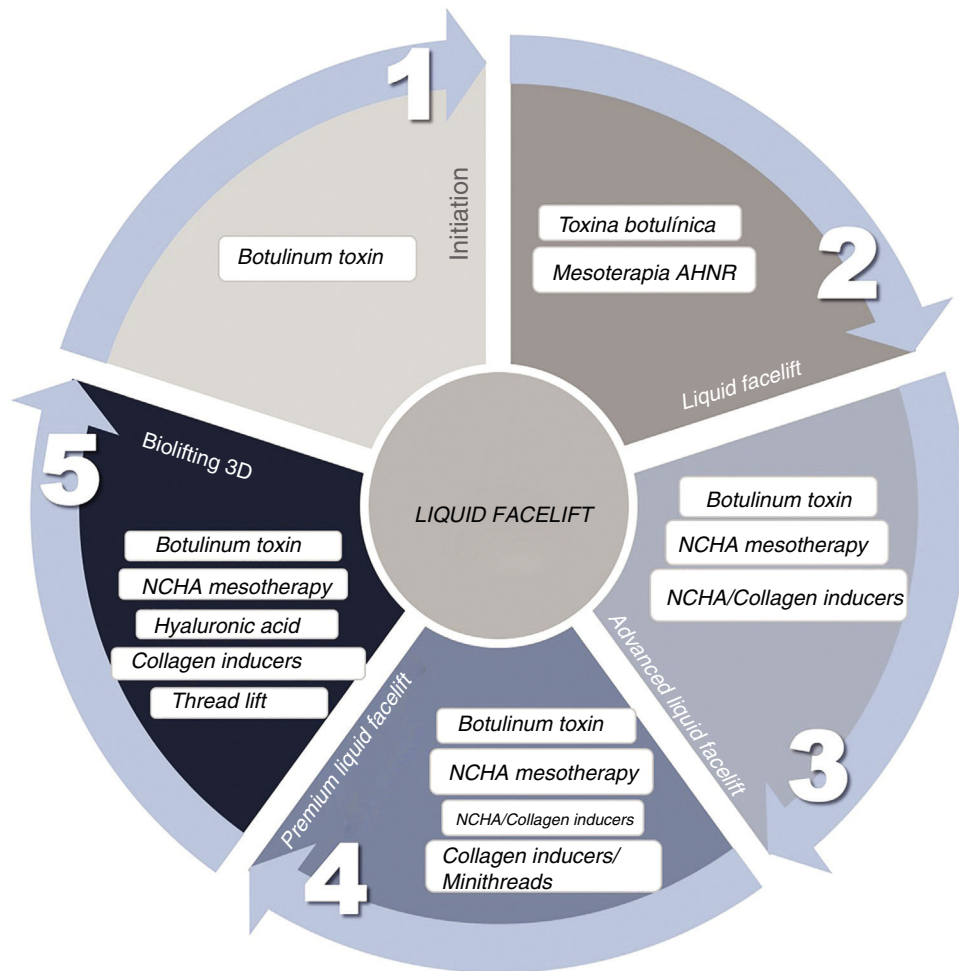 1
Initiation
Botulinum toxin
2
Toxina botulínica
Mesoterapia AHNR
Liquid facelift
3
Botulinum toxin
NCHA mesotherapy
NCHA/Collagen inducers
Advanced liquid facelift
4
Botulinum toxin
NCHA mesotherapy
NCHA/Collagen inducers
Collagen inducers/
Minithreads
Premium liquid facelift
5
Biolifting 3D
Botulinum toxin
NCHA mesotherapy
Hyaluronic acid
Collagen inducers
Thread lift
LIQUID FACELIFT